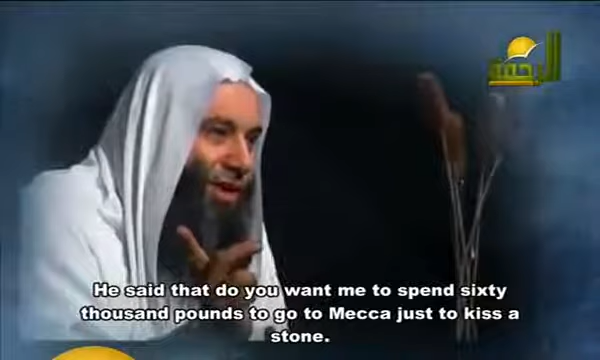 الرحمة
He said that do you want me to spend sixty
thousand pounds to go to Mecca just to kiss a
stone.